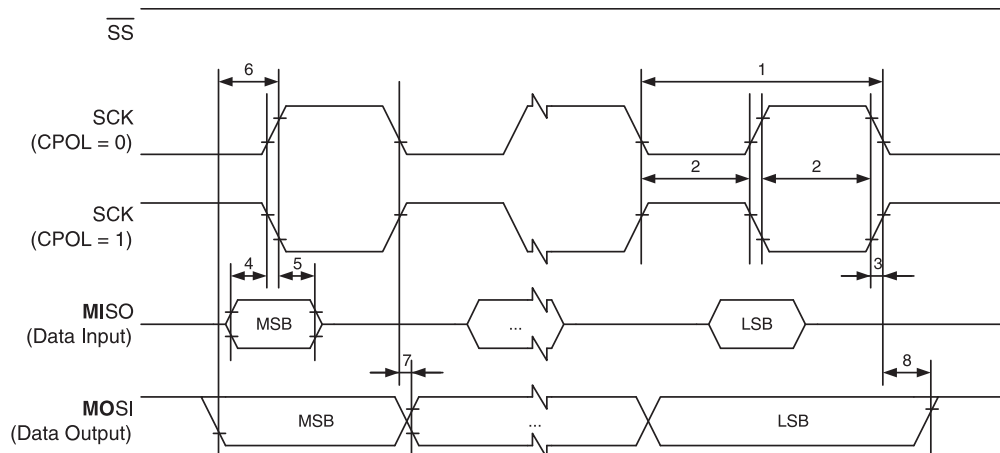 SS
6
1
SCK
(CPOL = 0)
2
2
SCK
(CPOL = 1)
4
5
3
MISO
(Data Input)
MSB
...
LSB
7
8
MOSI
(Data Output)
MSB
...
LSB